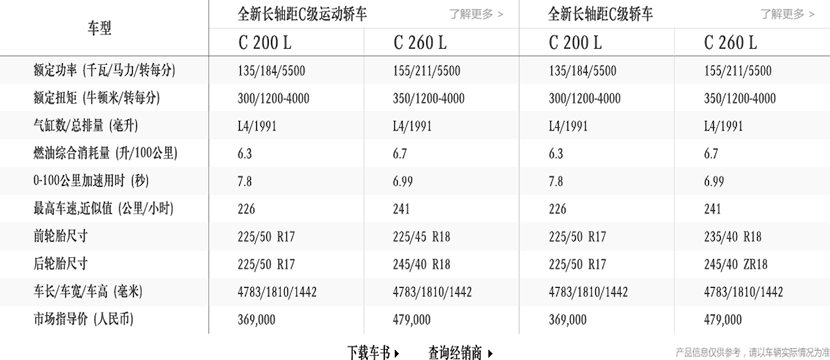 车型 全新长轴距C级运动轿车 了解更多 > 全新长轴距C级轿车 了解更多 >
C 200 L C 260 L C 200 L C 260 L
额定功率 (千瓦/马力/转每分) 135/184/5500 155/211/5500 135/184/5500 155/211/5500
额定扭矩 (牛顿米/转每分) 300/1200-4000 350/1200-4000 300/1200-4000 350/1200-4000
气缸数/总排量 (毫升) L4/1991 L4/1991 L4/1991 L4/1991
燃油综合消耗量 (升/100公里) 6.3 6.7 6.3 6.7
0-100公里加速用时 (秒) 7.8 6.99 7.8 6.99
最高车速,近似值 (公里/小时) 226 241 226 241
前轮胎尺寸 225/50 R17 225/45 R18 225/50 R17 235/40 R18
后轮胎尺寸 225/50 R17 245/40 R18 225/50 R17 245/40 ZR18
车长/车宽/车高 (毫米) 4783/1810/1442 4783/1810/1442 4783/1810/1442 4783/1810/1442
市场指导价 (人民币) 369,000 479,000 369,000 479,000
下载车书 查询经销商 产品信息仅供参考，请以车辆实际情况为准